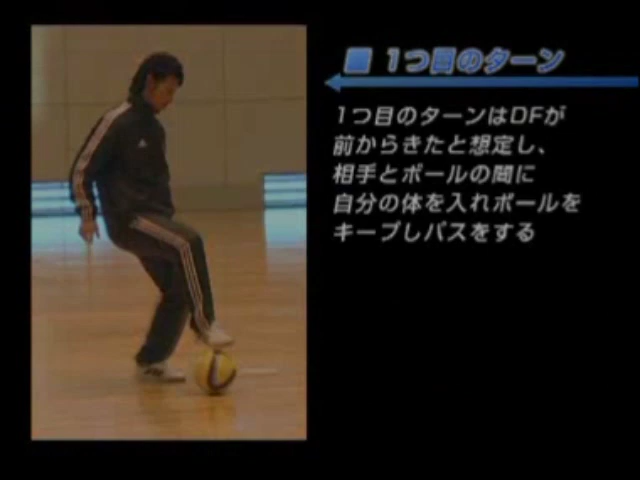 ■ 1つ目のターン
1つ目のターンはDFが
前からきたと想定し、
相手とボールの間に
自分の体を入れボールを
キープしパスをする